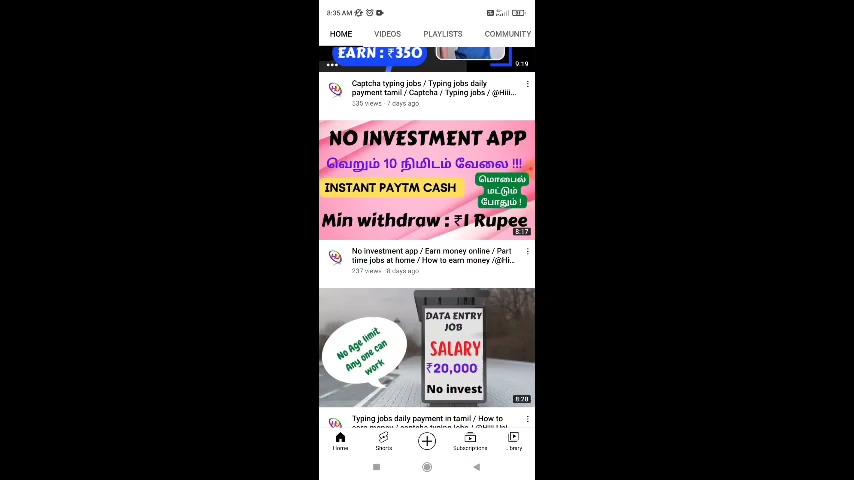 8:35 AM
HOME VIDEOS PLAYLISTS COMMUNITY
EARN : ₹350
9:19
Captcha typing jobs / Typing jobs daily
payment tamil / Captcha / Typing jobs / @Hiii...
535 views · 7 days ago
NO INVESTMENT APP
வெறும் 10 நிமிடம் வேலை !!!
INSTANT PAYTM CASH
மொபைல்
மட்டும்
போதும் !
Min withdraw : ₹1 Rupee
8:17
No investment app / Earn money online / Part
time jobs at home / How to earn money /@Hi...
237 views · 8 days ago
No Age limit
Any one can
work
DATA ENTRY
JOB
SALARY
₹20,000
No invest
8:28
Typing jobs daily payment in tamil / How to
Home Shorts Subscriptions Library